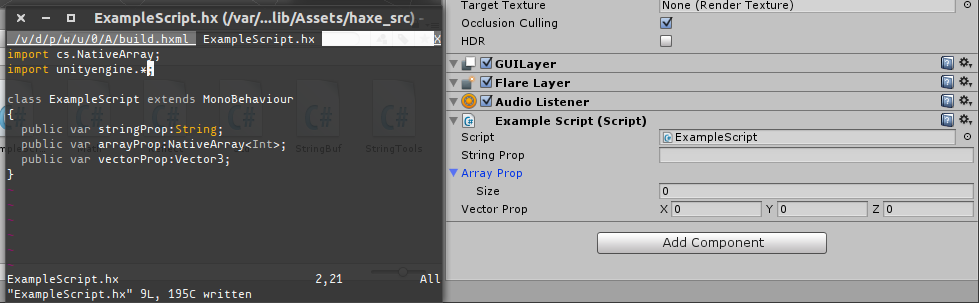 ExampleScript.hx (/var/...lib/Assets/haxe_src) -
/v/d/p/w/u/0/A/build.hxml ExampleScript.hx X
import cs.NativeArray;
import unityengine.*;
class ExampleScript extends MonoBehaviour
{
public var stringProp:String;
public var arrayProp:NativeArray<Int>;
public var vectorProp:Vector3;
}
StringBuf StringTools
~
~
~
~
~
ExampleScript.hx 2,21 All
"ExampleScript.hx" 9L, 195C written
Target Texture None (Render Texture)
Occlusion Culling
HDR
GUILayer
Flare Layer
Audio Listener
Example Script (Script)
Script ExampleScript
String Prop
Array Prop
Size 0
Vector Prop X 0 Y 0 Z 0
Add Component